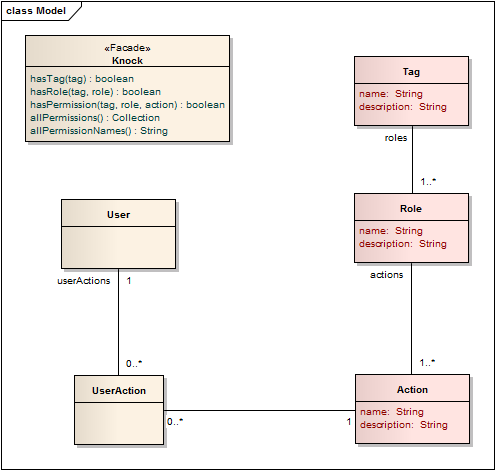 class Model
«Facade»
Knock
hasTag(tag) : boolean
hasRole(tag, role) : boolean
hasPermission(tag, role, action) : boolean
allPermissions() : Collection
allPermissionNames() : String
Tag
name: String
description: String
roles
1..*
Role
name: String
description: String
actions
1..*
User
userActions
1
0..*
UserAction
0..*
1
Action
name: String
description: String